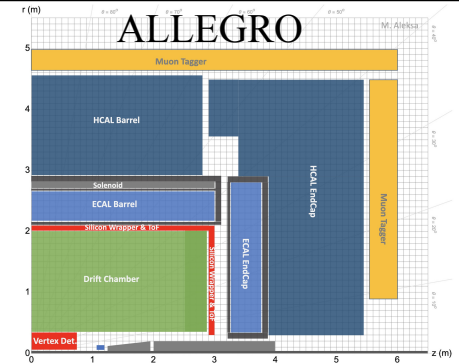 r (m)
ALLEGRO
M. Aleksa
5
Muon Tagger
4
HCAL Barrel
HCAL EndCap
Muon Tagger
3
Solenoid
ECAL Barrel
ECAL EndCap
2
Silicon Wrapper & ToF
Silicon Wrapper & ToF
Drift Chamber
1
Vertex Det.
0
0
1
2
3
4
5
6
z (m)